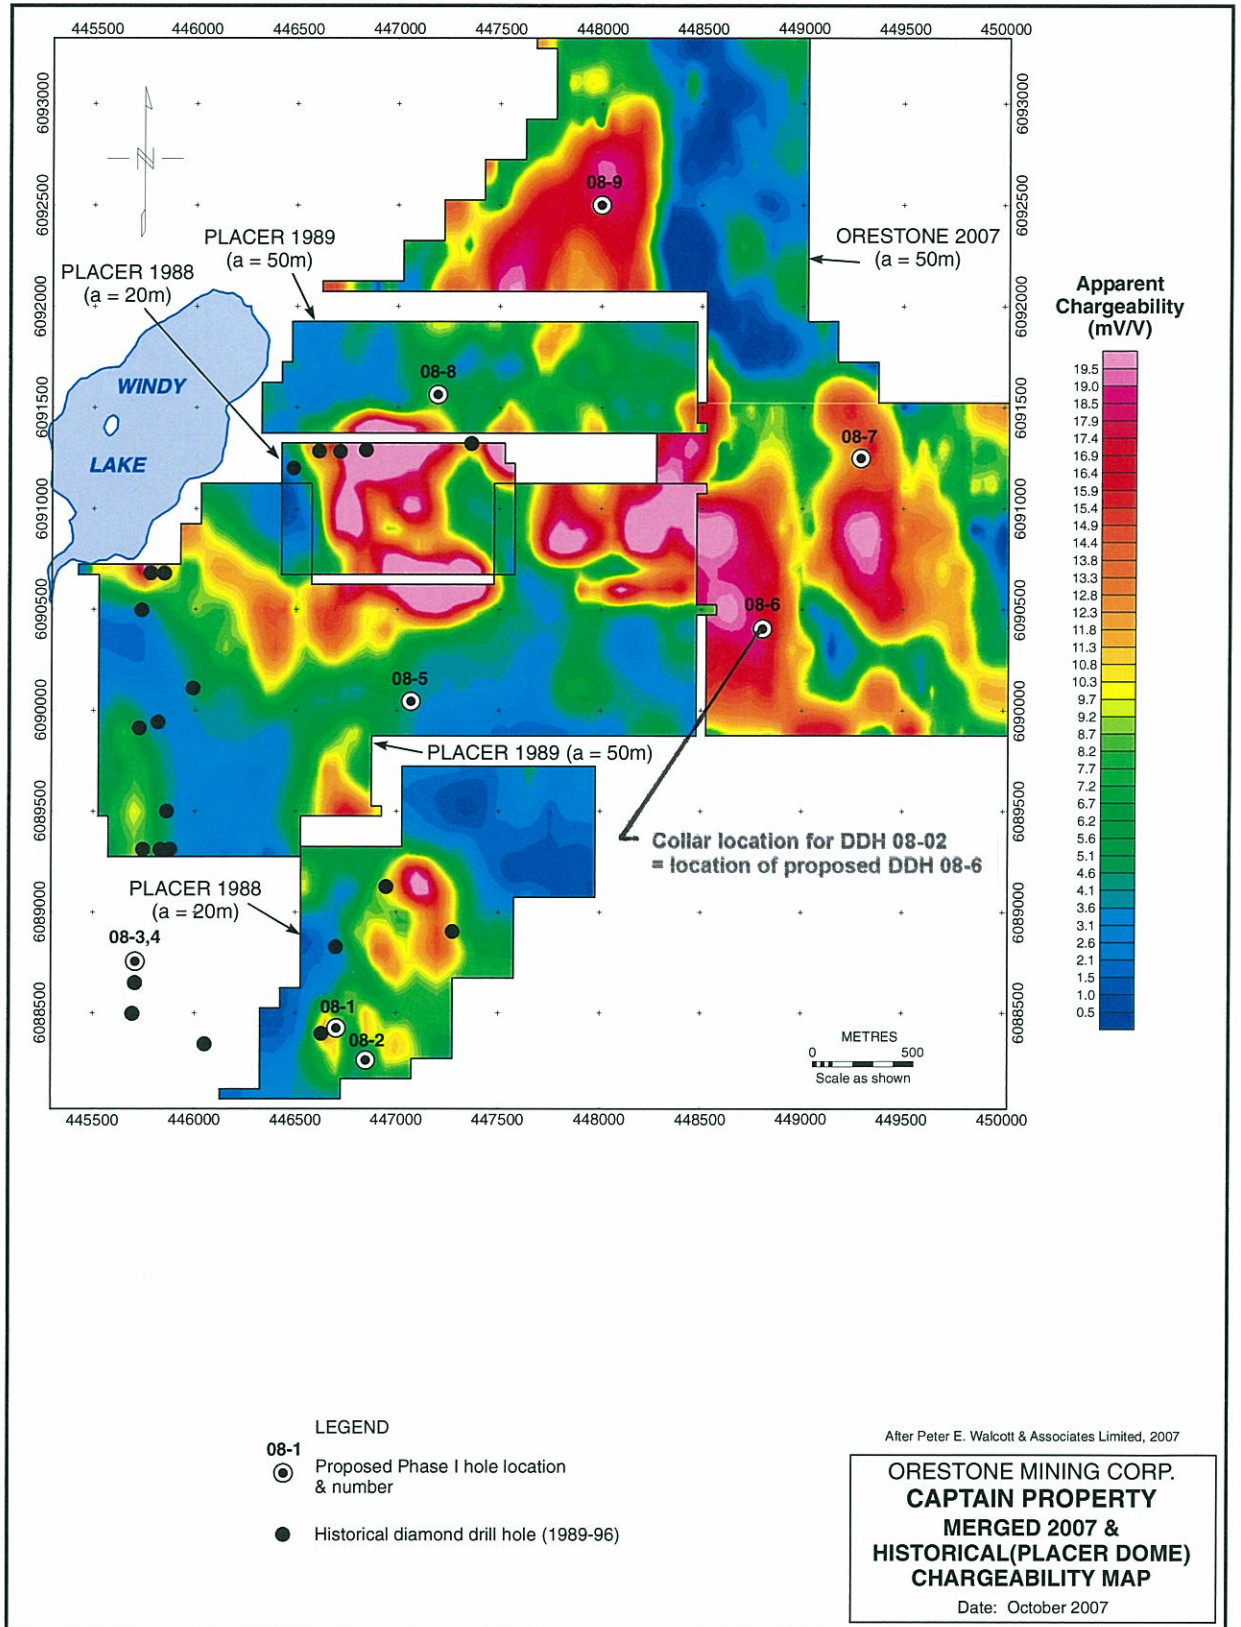 445500 446000 446500 447000 447500 448000 448500 449000 449500 450000
6093000
6092500
6092000
6091500
6091000
6090500
6090000
6089500
6089000
6088500
6093000
6092500
6092000
6091500
6091000
6090500
6090000
6089500
6089000
6088500
N
08-9
PLACER 1989
(a = 50m)
ORESTONE 2007
(a = 50m)
PLACER 1988
(a = 20m)
WINDY
LAKE
08-8
08-7
08-6
08-5
PLACER 1989 (a = 50m)
Collar location for DDH 08-02
= location of proposed DDH 08-6
PLACER 1988
(a = 20m)
08-3,4
08-1
08-2
METRES
0 500
Scale as shown
445500 446000 446500 447000 447500 448000 448500 449000 449500 450000
Apparent
Chargeability
(mV/V)
19.5
19.0
18.5
17.9
17.4
16.9
16.4
15.9
15.4
14.9
14.4
13.8
13.3
12.8
12.3
11.8
11.3
10.8
10.3
9.7
9.2
8.7
8.2
7.7
7.2
6.7
6.2
5.6
5.1
4.6
4.1
3.6
3.1
2.6
2.1
1.5
1.0
0.5
LEGEND
08-1
Proposed Phase I hole location
& number
Historical diamond drill hole (1989-96)
After Peter E. Walcott & Associates Limited, 2007
ORESTONE MINING CORP.
CAPTAIN PROPERTY
MERGED 2007 &
HISTORICAL(PLACER DOME)
CHARGEABILITY MAP
Date: October 2007